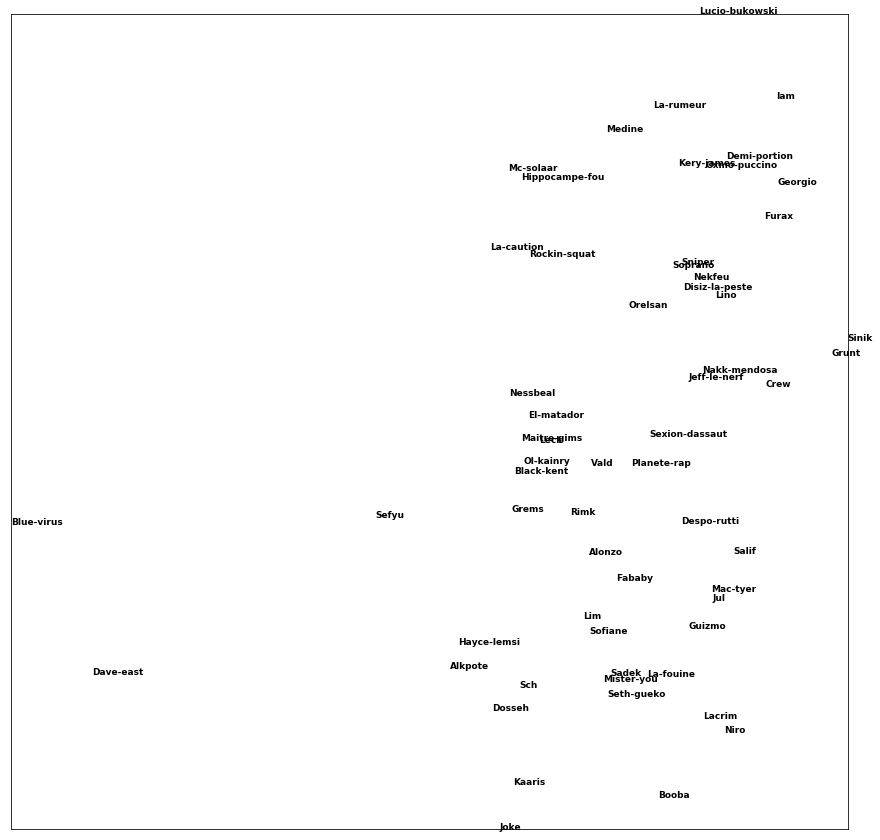 Lucio-bukowski
Iam
La-rumeur
Medine
Demi-portion
Kery-james
Oxmo-puccino
Mc-solaar
Hippocampe-fou
Georgio
Furax
La-caution
Rockin-squat
Sniper
Soprano
Nekfeu
Disiz-la-peste
Lino
Orelsan
Sinik
Grunt
Nakk-mendosa
Jeff-le-nerf
Crew
Nessbeal
El-matador
Sexion-dassaut
Maitre-gims
Leck
Ol-kainry
Vald
Planete-rap
Black-kent
Grems
Rimk
Sefyu
Despo-rutti
Blue-virus
Alonzo
Salif
Fababy
Mac-tyer
Jul
Lim
Guizmo
Sofiane
Hayce-lemsi
Alkpote
Dave-east
Sadek
La-fouine
Mister-you
Sch
Seth-gueko
Dosseh
Lacrim
Niro
Kaaris
Booba
Joke